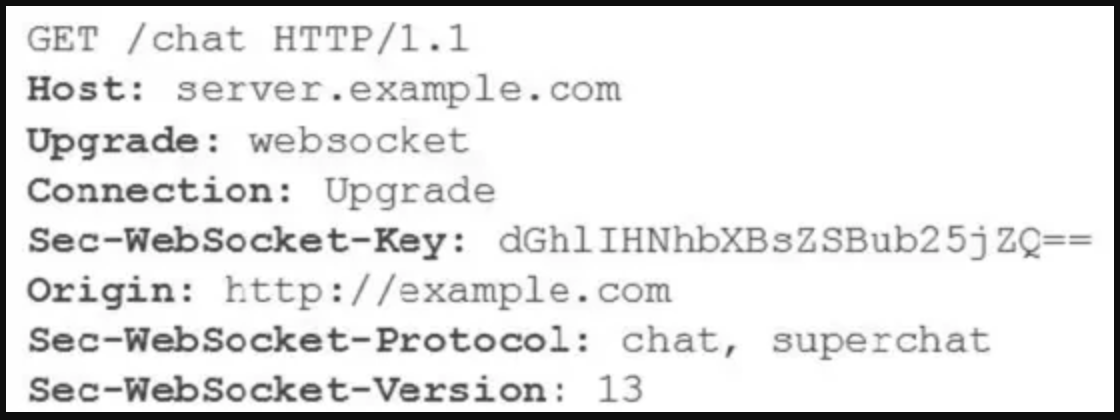 GET /chat HTTP/1.1
Host: server.example.com
Upgrade: websocket
Connection: Upgrade
Sec-WebSocket-Key: dGhlIHNhbXBsZSBub25jZQ==
Origin: http://example.com
Sec-WebSocket-Protocol: chat, superchat
Sec-WebSocket-Version: 13